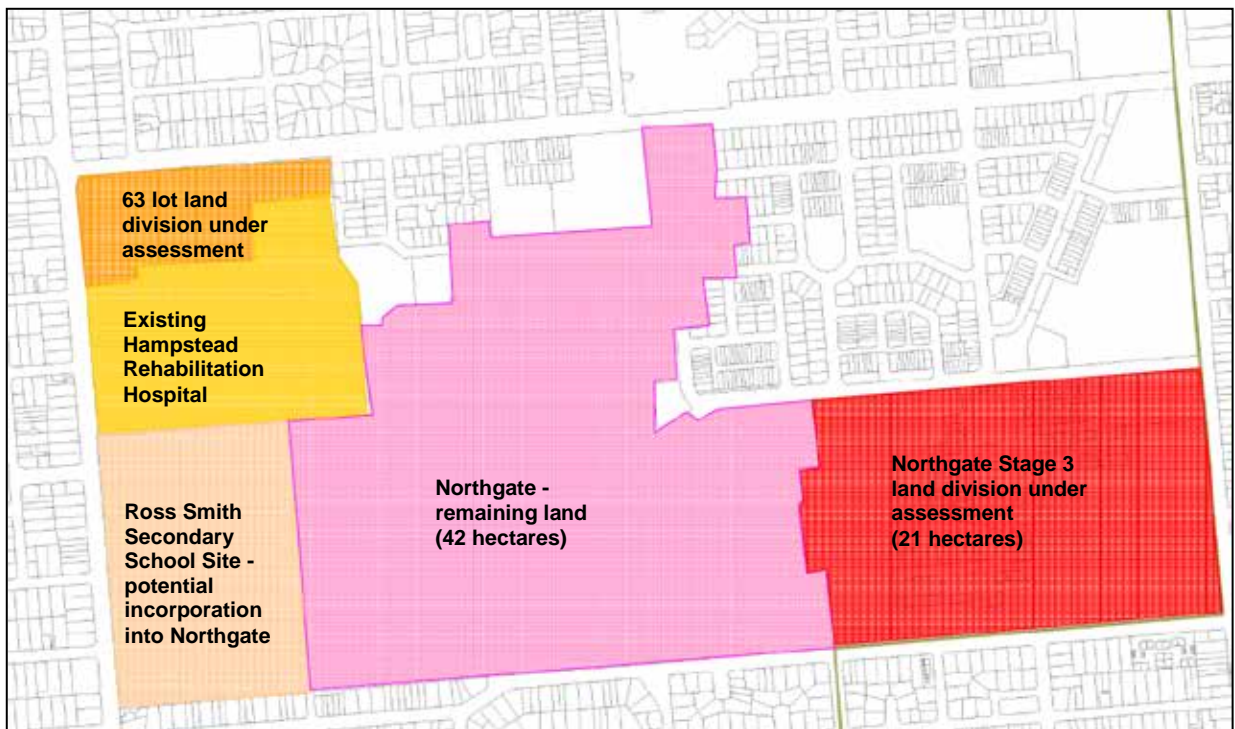 63 lot land
division under
assessment
Existing
Hampstead
Rehabilitation
Hospital
Ross Smith
Secondary
School Site -
potential
incorporation
into Northgate
Northgate -
remaining land
(42 hectares)
Northgate Stage 3
land division under
assessment
(21 hectares)